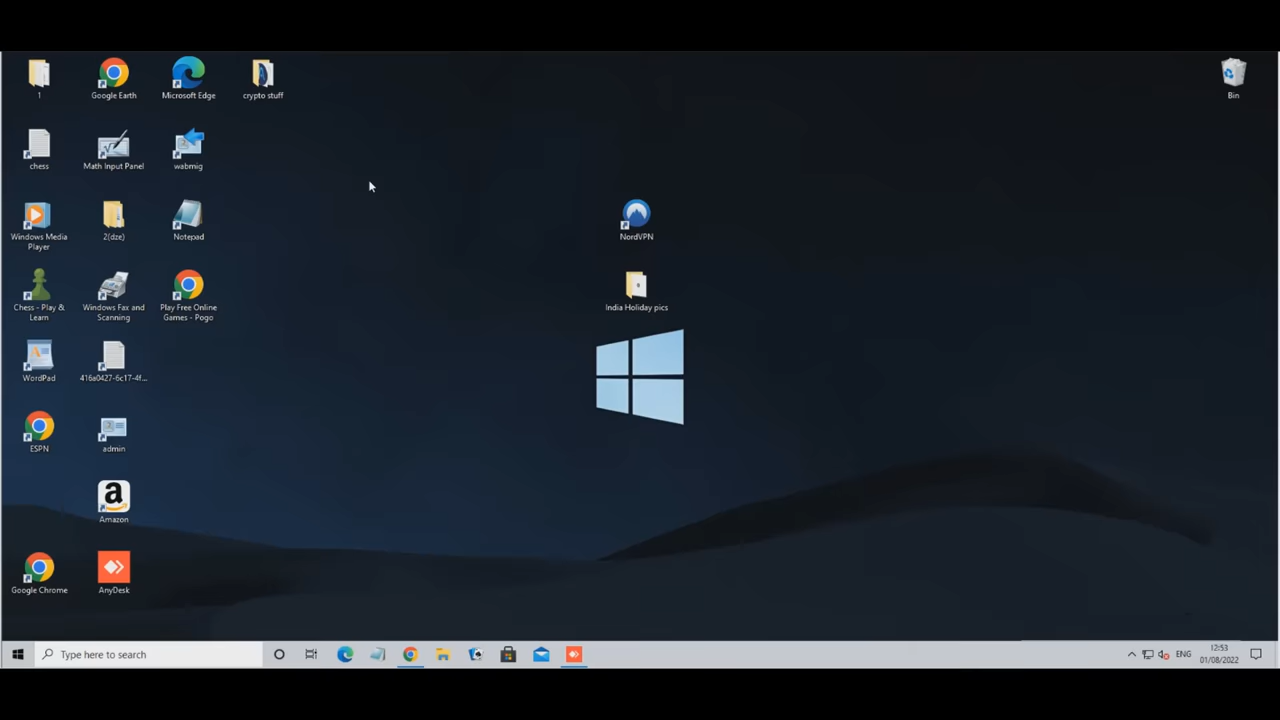 1
Google Earth
Microsoft Edge
crypto stuff
Bin
chess
Math Input Panel
wabmig
Windows Media
Player
2(dze)
Notepad
NordVPN
Chess - Play &
Learn
Windows Fax and
Scanning
Play Free Online
Games - Pogo
India Holiday pics
WordPad
416a0427-6c17-4f...
ESPN
admin
a
Amazon
Google Chrome
AnyDesk
Type here to search
ENG
12:53
01/08/2022